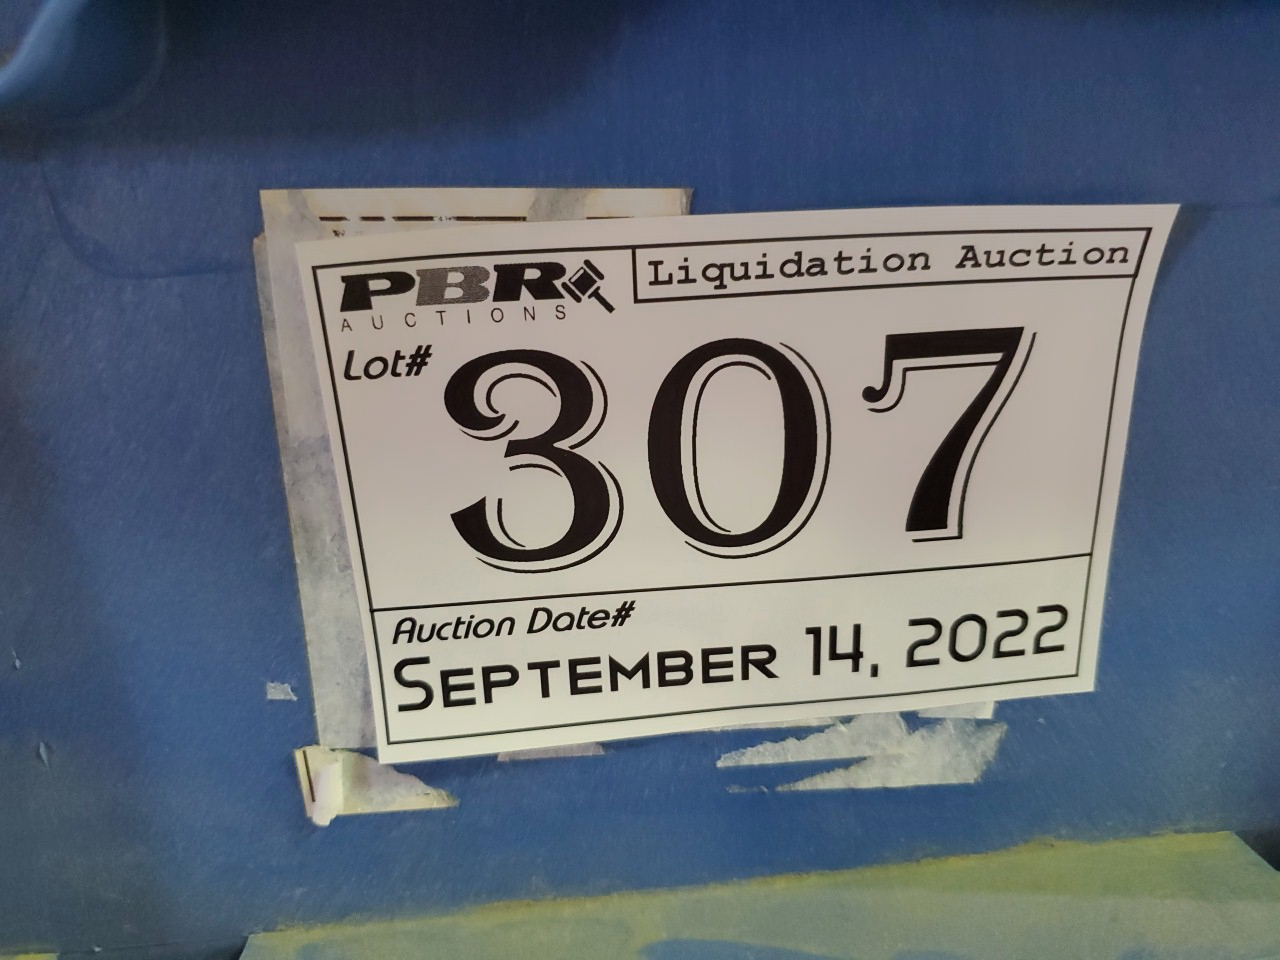 PBR
AUCTIONS
Liquidation Auction
Lot#
307
Auction Date#
September 14, 2022